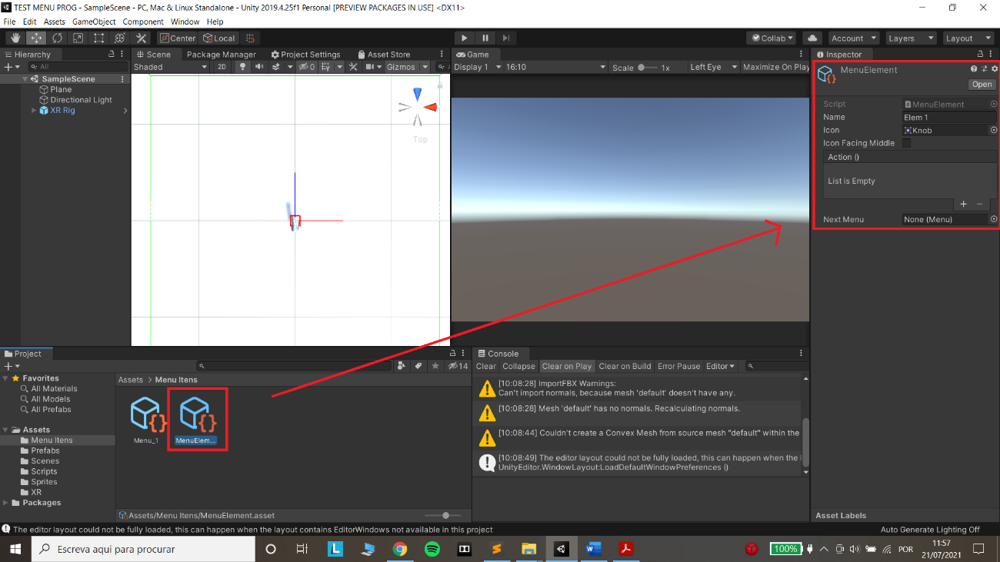 TEST MENU PROG - SampleScene - PC, Mac & Linux Standalone - Unity 2019.4.25f1 Personal [PREVIEW PACKAGES IN USE] <DX11>
File Edit Assets GameObject Component Window Help
Center Local Collab Account Layers Layout
Hierarchy
All
SampleScene
Plane
Directional Light
XR Rig
Scene Package Manager Project Settings Asset Store
Shaded 2D 0 Gizmos
Top
Game
Display 1 16:10 Scale 1x Left Eye Maximize On Play
Inspector
MenuElement
Open
Script MenuElement
Name Elem 1
Icon Knob
Icon Facing Middle
Action ()
List is Empty
+ −
Next Menu None (Menu)
Project
14
Favorites
All Materials
All Models
All Prefabs
Assets
Menu Itens
Prefabs
Scenes
Scripts
Sprites
XR
Packages
Assets > Menu Itens
Menu_1
MenuElem...
Assets/Menu Itens/MenuElement.asset
Console
Clear Collapse Clear on Play Clear on Build Error Pause Editor
[10:08:28] ImportFBX Warnings:
Can't import normals, because mesh 'default' doesn't have any.
[10:08:28] Mesh 'default' has no normals. Recalculating normals.
[10:08:44] Couldn't create a Convex Mesh from source mesh "default" within the
[10:08:49] The editor layout could not be fully loaded, this can happen when the
UnityEditor.WindowLayout:LoadDefaultWindowPreferences ()
Asset Labels
The editor layout could not be fully loaded, this can happen when the layout contains EditorWindows not available in this project
Auto Generate Lighting Off
Escreva aqui para procurar
L
100%
POR
11:57
21/07/2021